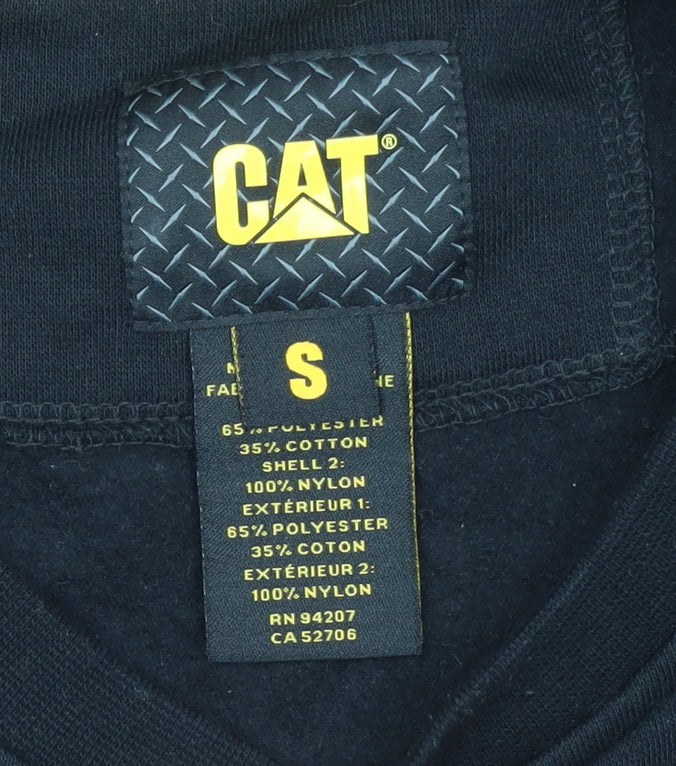 CAT®
S
65% POLYESTER
35% COTTON
SHELL 2:
100% NYLON
EXTÉRIEUR 1:
65% POLYESTER
35% COTON
EXTÉRIEUR 2:
100% NYLON
RN 94207
CA 52706